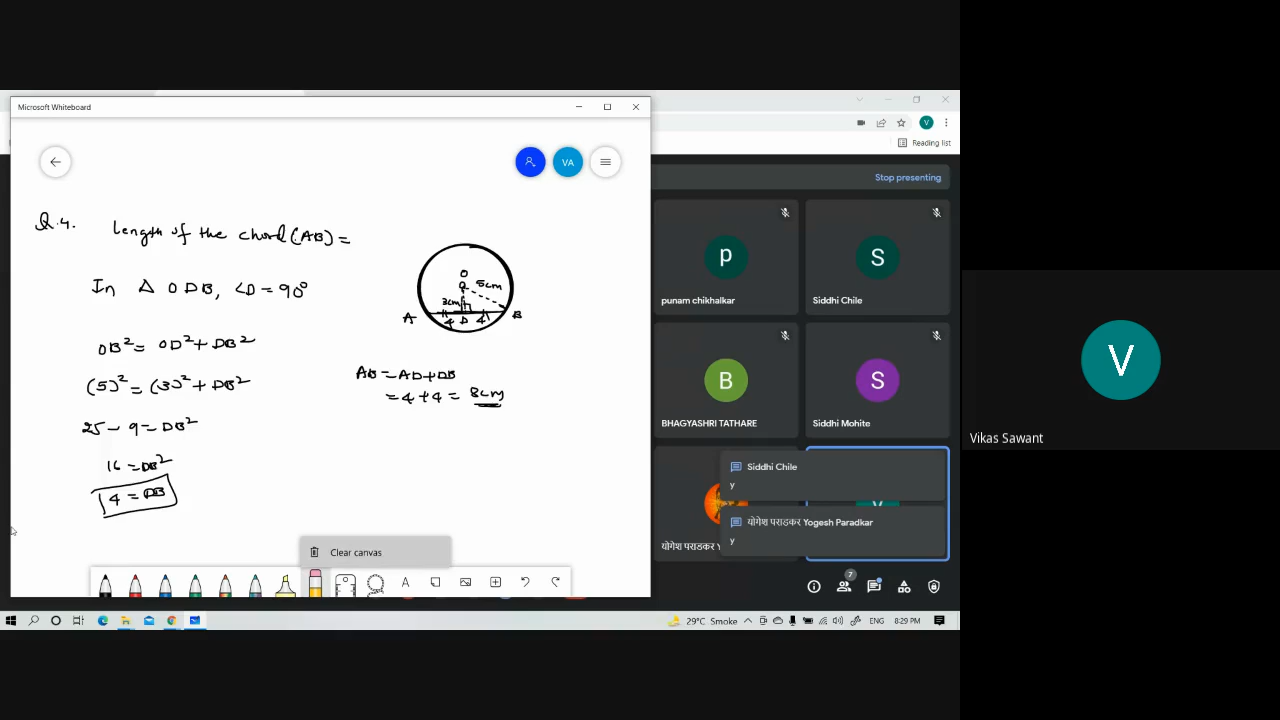 Microsoft Whiteboard
Reading list
VA
V
Stop presenting
Q.4. Length of the chord (AB) =
In △ ODB, ∠D = 90°
OB² = OD² + DB²
(5)² = (3)² + DB²
25 - 9 = DB²
16 = DB²
4 = DB
O
5cm
3cm
A 4 D 4 B
AB = AD + DB
= 4 + 4 = 8cm
p
punam chikhalkar
S
Siddhi Chile
B
BHAGYASHRI TATHARE
S
Siddhi Mohite
योगेश पराडकर Y
Siddhi Chile
y
योगेश पराडकर Yogesh Paradkar
y
7
Clear canvas
A
29°C Smoke
ENG
8:29 PM
V
Vikas Sawant